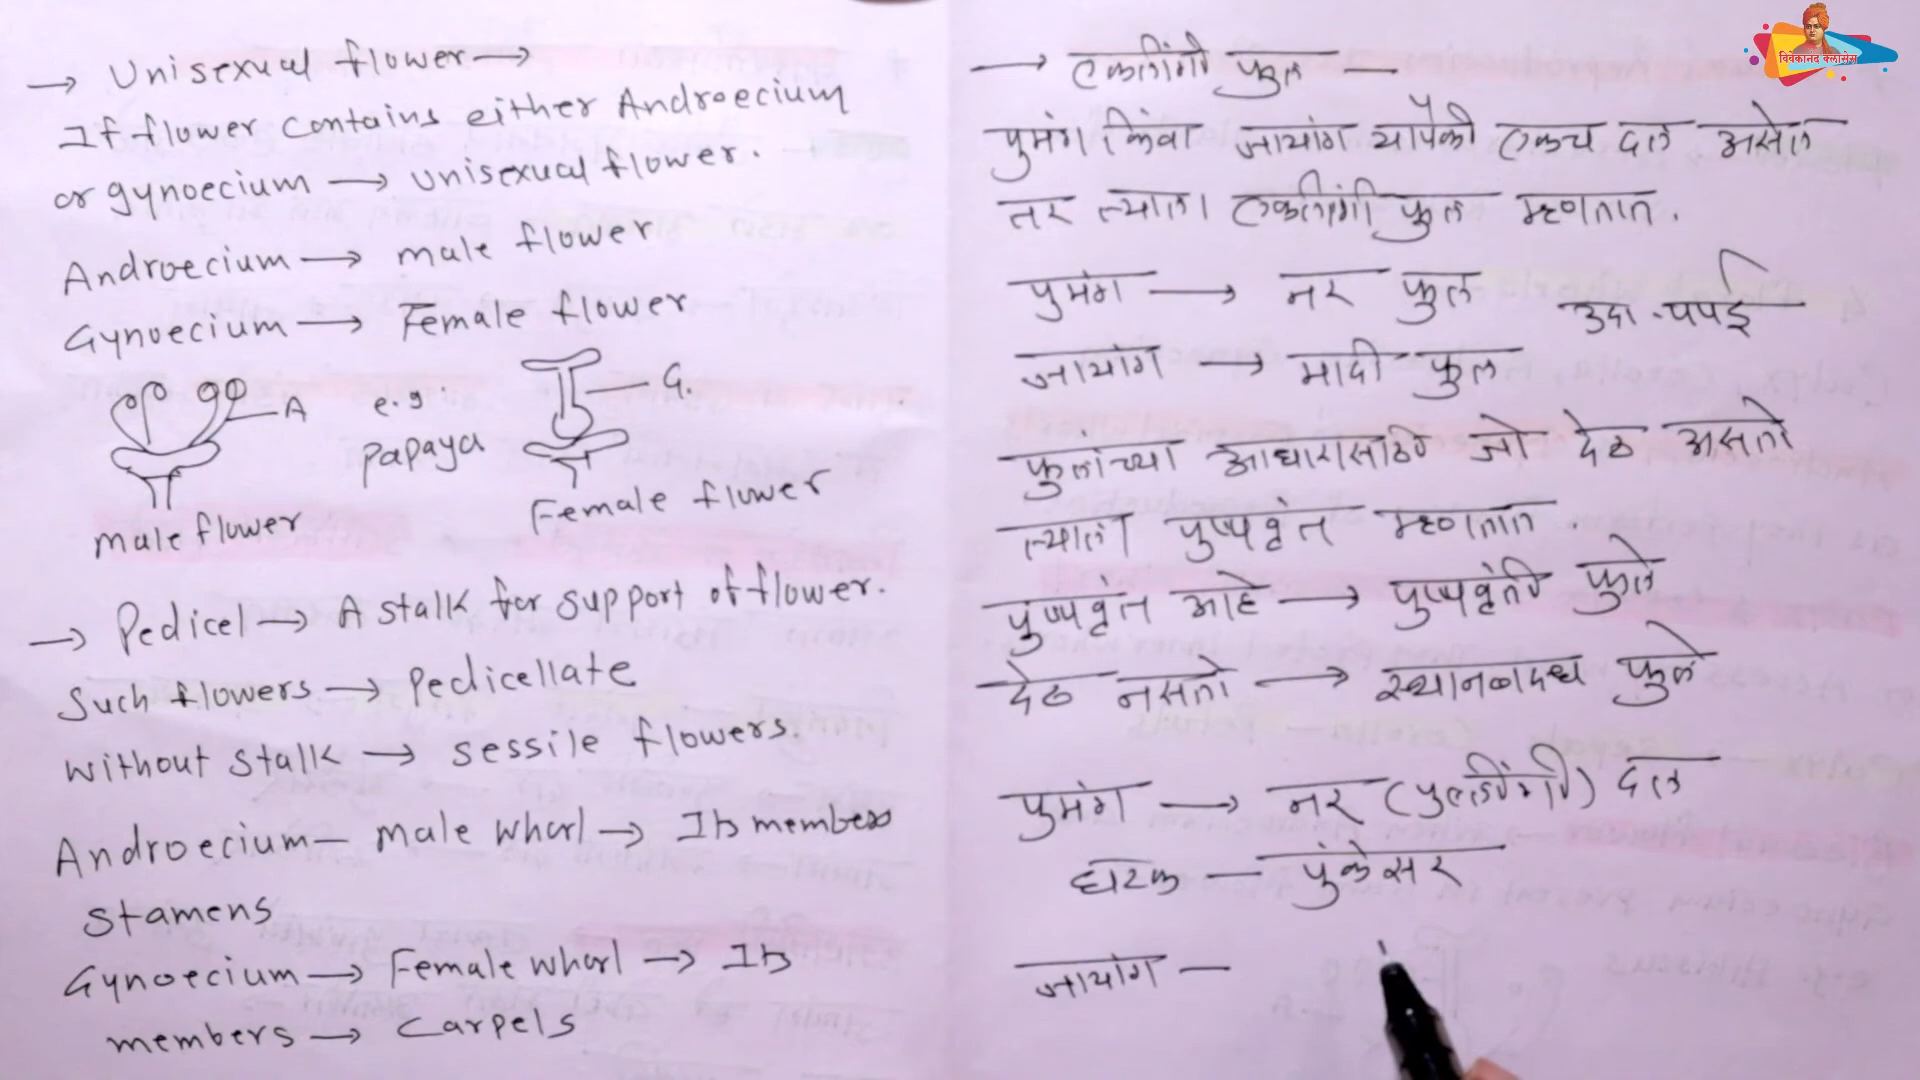 → Unisexual flower →
If flower contains either Androecium
or gynoecium → unisexual flower.
Androecium → male flower
Gynoecium → Female flower
A
e.g
papaya
G.
male flower
Female flower
→ Pedicel → A stalk for support of flower.
Such flowers → Pedicellate
without stalk → sessile flowers.
Androecium – male whorl → Its members
stamens
Gynoecium → Female whorl → Its
members → carpels
→ एकलिंगी फुल –
पुमंग किंवा जायांग यापैकी एकच दल असेल
तर त्याला एकलिंगी फुल म्हणतात.
पुमंग → नर फुल
उदा - पपई
जायांग → मादी फुल
फुलांच्या आधारासाठी जो देठ असतो
त्याला पुष्पवृंत म्हणतात.
पुष्पवृंत आहे → पुष्पवृंती फुले
देठ नसतो → स्थानबध्द फुले
पुमंग → नर (पुल्लिंगी) दल
घटक – पुंकेसर
जायांग –
विवेकानंद क्लासेस